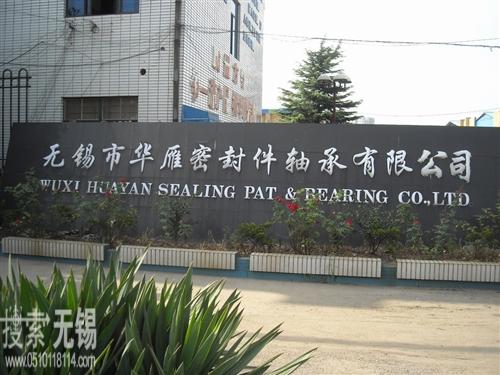 无锡市华雁密封件轴承有限公司
WUXI HUAYAN SEALING PAT & BEARING CO.,LTD
搜索无锡
www.0510118114.com